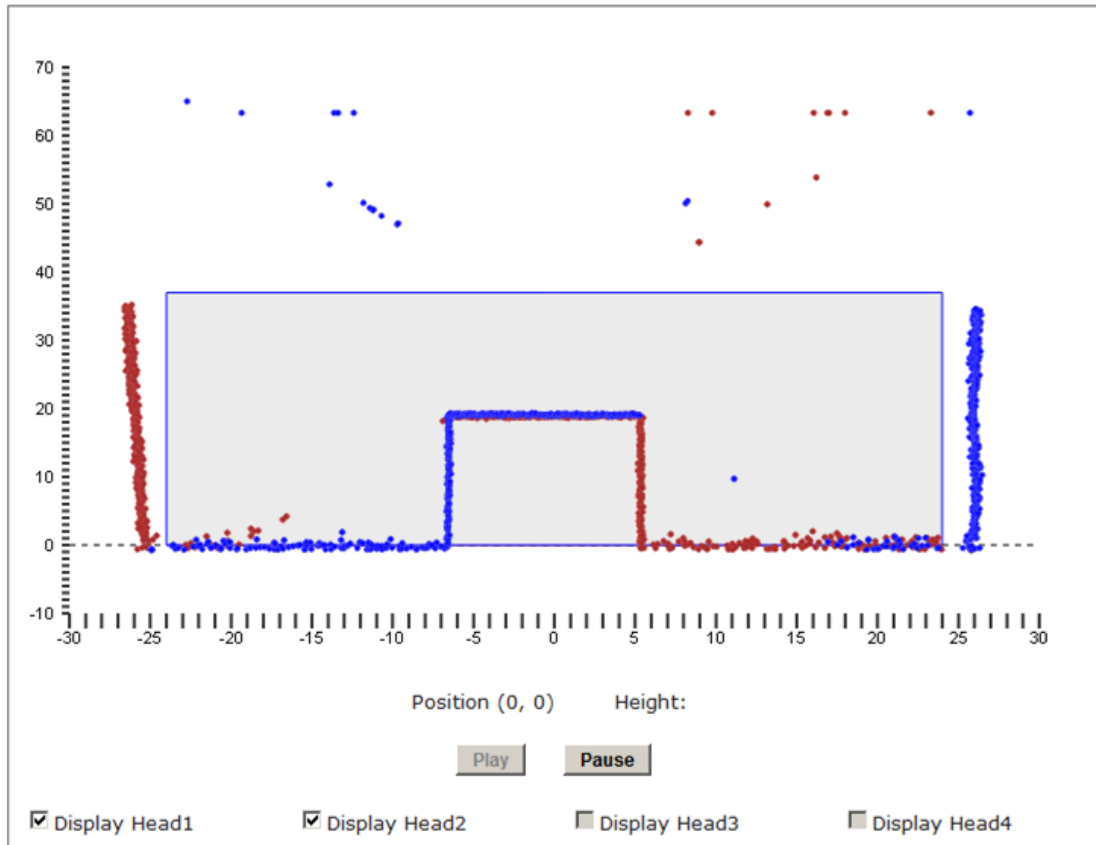 70
60
50
40
30
20
10
0
-10
-30 -25 -20 -15 -10 -5 0 5 10 15 20 25 30
Position (0, 0) Height:
Play Pause
Display Head1 Display Head2 Display Head3 Display Head4